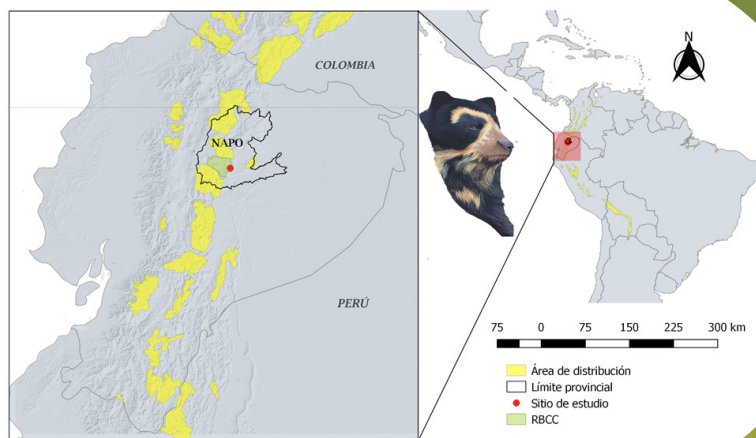 COLOMBIA
NAPO
PERÚ
N
75 0 75 150 225 300 km
Área de distribución
Límite provincial
Sitio de estudio
RBCC